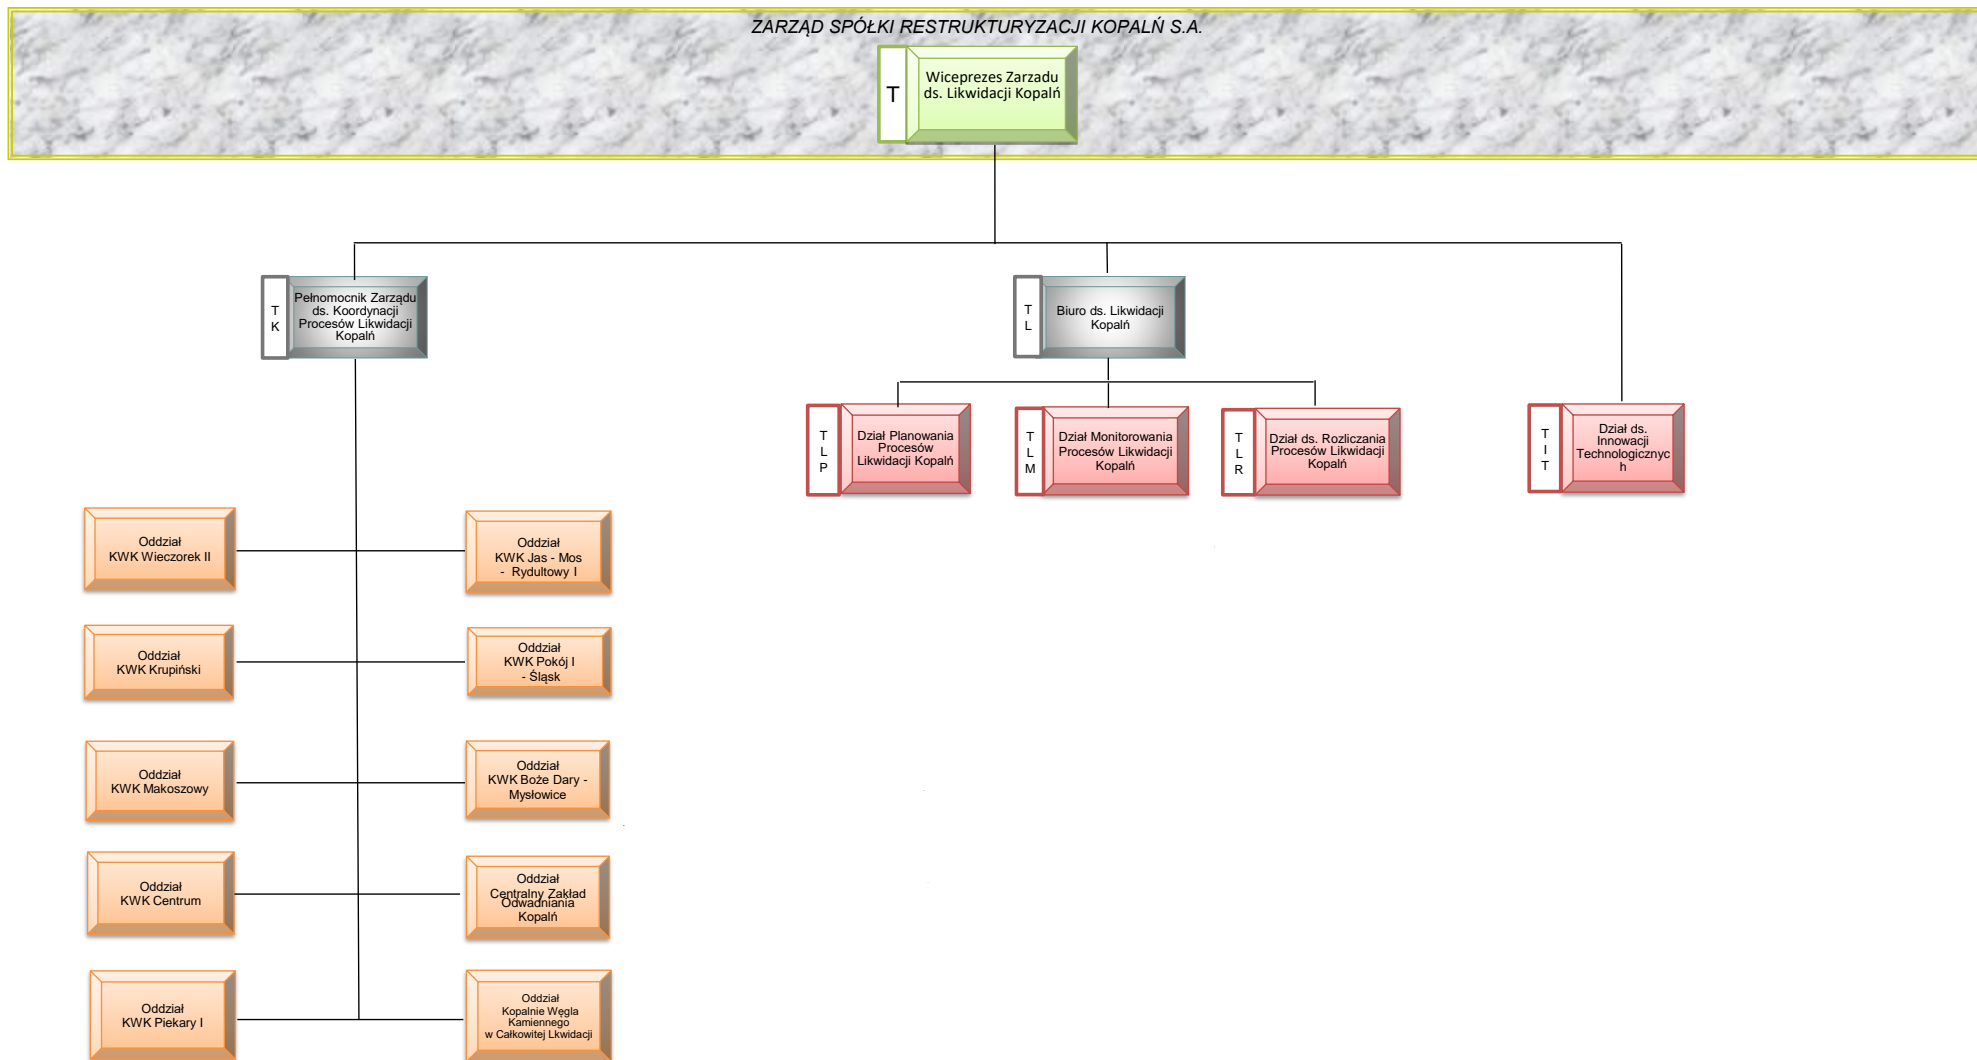 ZARZĄD SPÓŁKI RESTRUKTURYZACJI KOPALŃ S.A.
T
Wiceprezes Zarzadu
ds. Likwidacji Kopalń
T
K
Pełnomocnik Zarządu
ds. Koordynacji
Procesów Likwidacji
Kopalń
T
L
Biuro ds. Likwidacji
Kopalń
T
L
P
Dział Planowania
Procesów
Likwidacji Kopalń
T
L
M
Dział Monitorowania
Procesów Likwidacji
Kopalń
T
L
R
Dział ds. Rozliczania
Procesów Likwidacji
Kopalń
T
I
T
Dział ds.
Innowacji
Technologicznyc
h
Oddział
KWK Wieczorek II
Oddział
KWK Jas - Mos
- Rydultowy I
Oddział
KWK Krupiński
Oddział
KWK Pokój I
- Śląsk
Oddział
KWK Makoszowy
Oddział
KWK Boże Dary -
Mysłowice
Oddział
KWK Centrum
Oddział
Centralny Zakład
Odwadniania
Kopalń
Oddział
KWK Piekary I
Oddział
Kopalnie Węgla
Kamiennego
w Całkowitej Lkwidacji